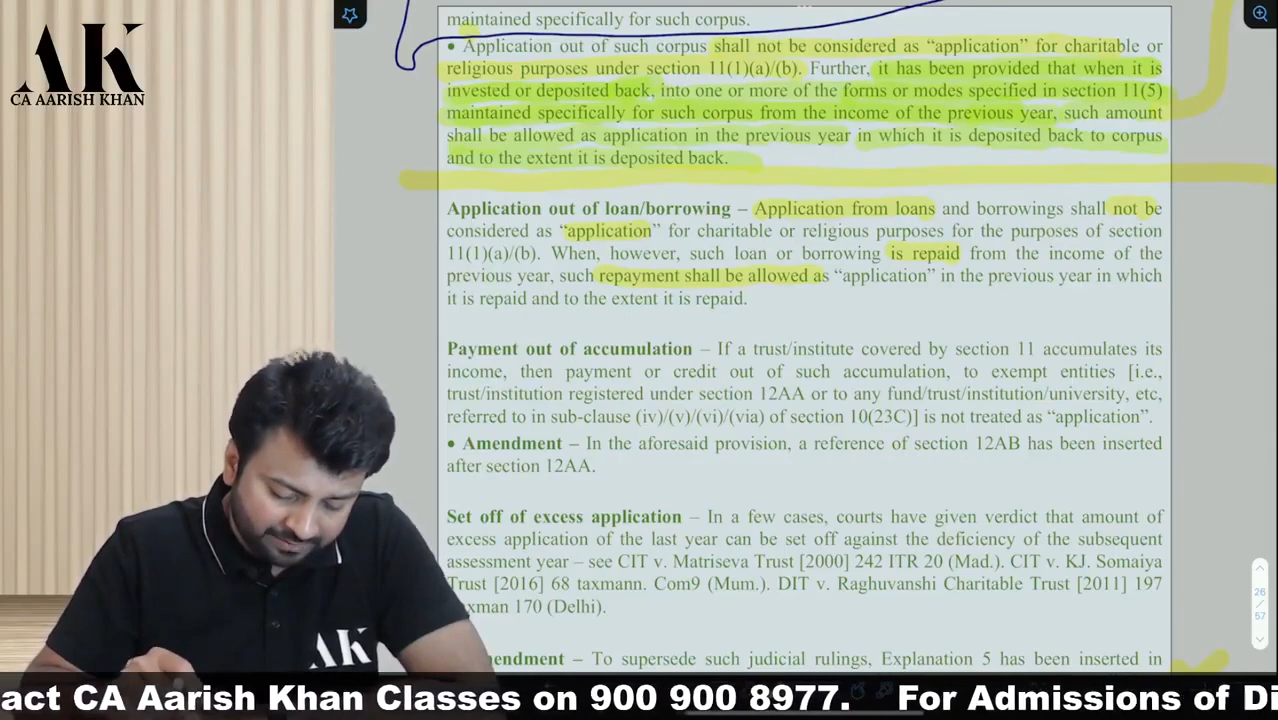 AK
CA AARISH KHAN
maintained specifically for such corpus.
• Application out of such corpus shall not be considered as “application” for charitable or
religious purposes under section 11(1)(a)/(b). Further, it has been provided that when it is
invested or deposited back, into one or more of the forms or modes specified in section 11(5)
maintained specifically for such corpus from the income of the previous year, such amount
shall be allowed as application in the previous year in which it is deposited back to corpus
and to the extent it is deposited back.
Application out of loan/borrowing – Application from loans and borrowings shall not be
considered as “application” for charitable or religious purposes for the purposes of section
11(1)(a)/(b). When, however, such loan or borrowing is repaid from the income of the
previous year, such repayment shall be allowed as “application” in the previous year in which
it is repaid and to the extent it is repaid.
Payment out of accumulation – If a trust/institute covered by section 11 accumulates its
income, then payment or credit out of such accumulation, to exempt entities [i.e.,
trust/institution registered under section 12AA or to any fund/trust/institution/university, etc,
referred to in sub-clause (iv)/(v)/(vi)/(via) of section 10(23C)] is not treated as “application”.
• Amendment – In the aforesaid provision, a reference of section 12AB has been inserted
after section 12AA.
Set off of excess application – In a few cases, courts have given verdict that amount of
excess application of the last year can be set off against the deficiency of the subsequent
assessment year – see CIT v. Matriseva Trust [2000] 242 ITR 20 (Mad.). CIT v. KJ. Somaiya
Trust [2016] 68 taxmann. Com9 (Mum.). DIT v. Raghuvanshi Charitable Trust [2011] 197
axman 170 (Delhi).
mendment – To supersede such judicial rulings, Explanation 5 has been inserted in
26
/
57
AK
act CA Aarish Khan Classes on 900 900 8977. For Admissions of Di